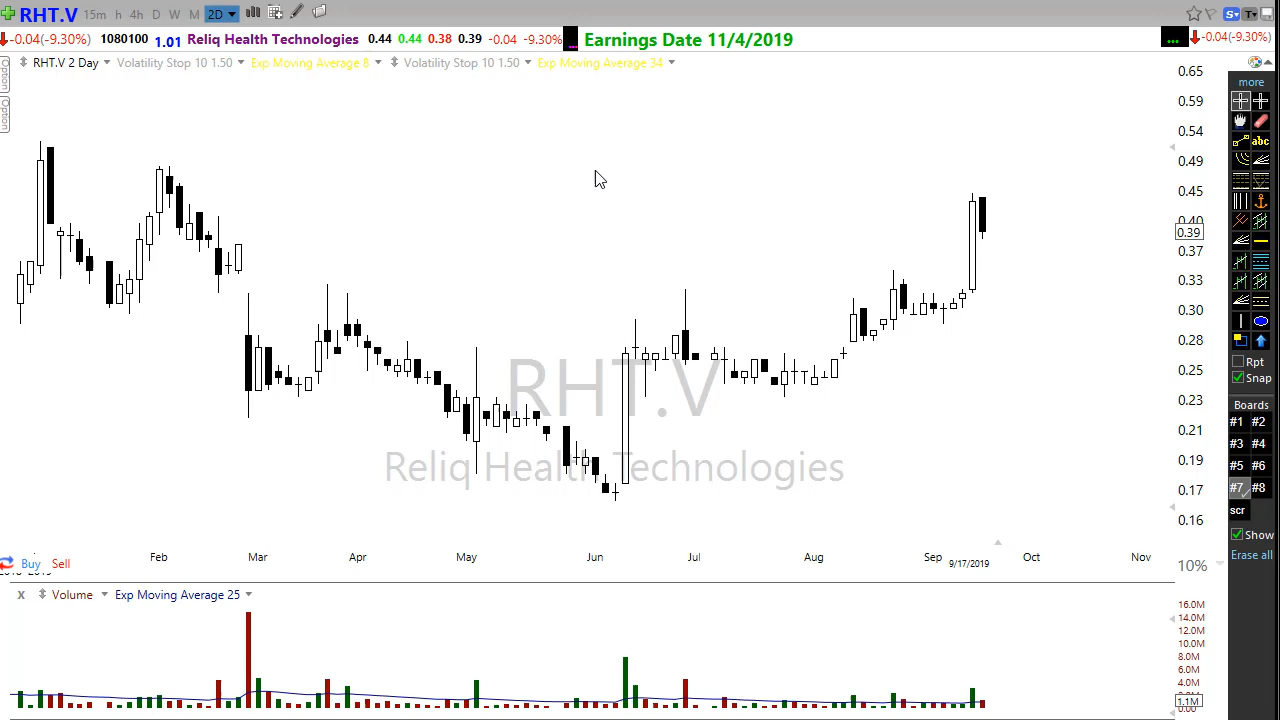 RHT.V 15m h 4h D W M 2D
-0.04(-9.30%) 1080100 1.01 Reliq Health Technologies 0.44 0.44 0.38 0.39 -0.04 -9.30% ... Earnings Date 11/4/2019 ... -0.04(-9.30%)
RHT.V 2 Day Volatility Stop 10 1.50 Exp Moving Average 8 Volatility Stop 10 1.50 Exp Moving Average 34
Option
Option
0.65
0.59
0.54
0.49
0.45
0.40
0.39
0.37
0.33
0.30
0.28
0.25
0.23
0.21
0.19
0.17
0.16
RHT.V
Reliq Health Technologies
Feb Mar Apr May Jun Jul Aug Sep 9/17/2019 Oct Nov
Buy Sell
10%
x Volume Exp Moving Average 25
16.0M
14.0M
12.0M
10.0M
8.0M
6.0M
4.0M
1.1M
S T
more
abc
Rpt
Snap
Boards
#1 #2
#3 #4
#5 #6
#7 #8
scr
Show
Erase all